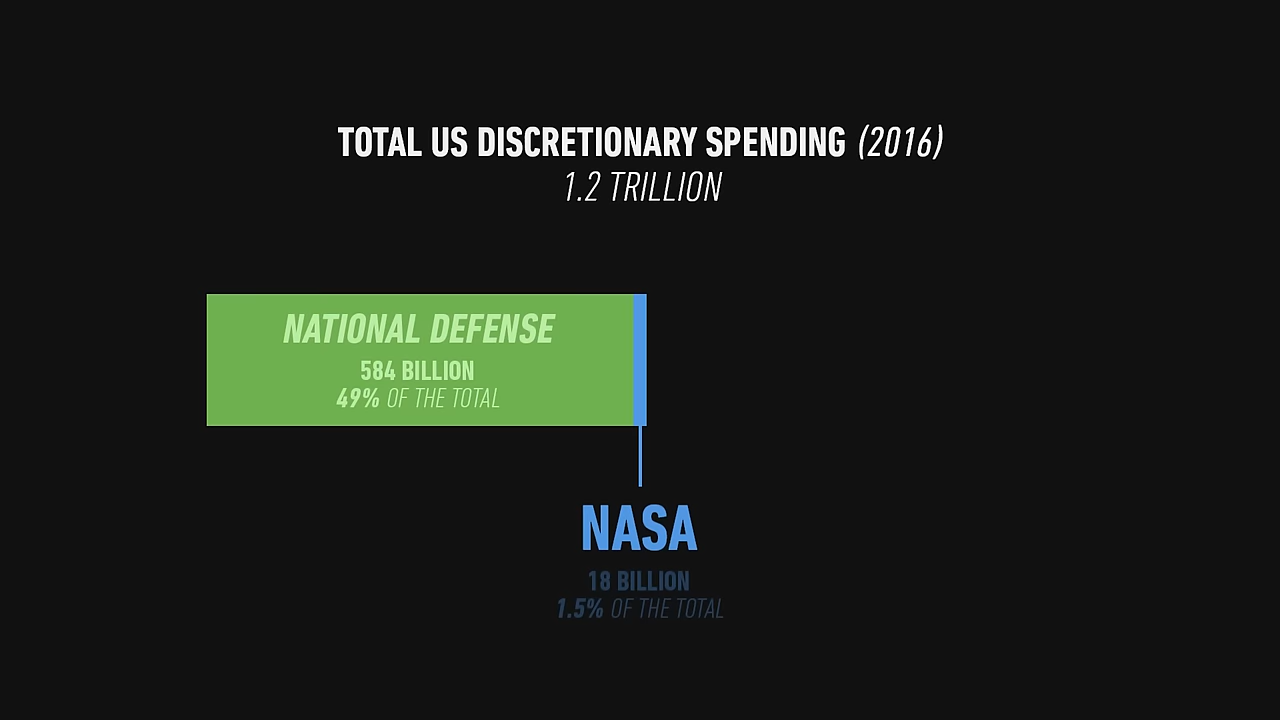 TOTAL US DISCRETIONARY SPENDING (2016)
1.2 TRILLION
NATIONAL DEFENSE
584 BILLION
49% OF THE TOTAL
NASA
18 BILLION
1.5% OF THE TOTAL